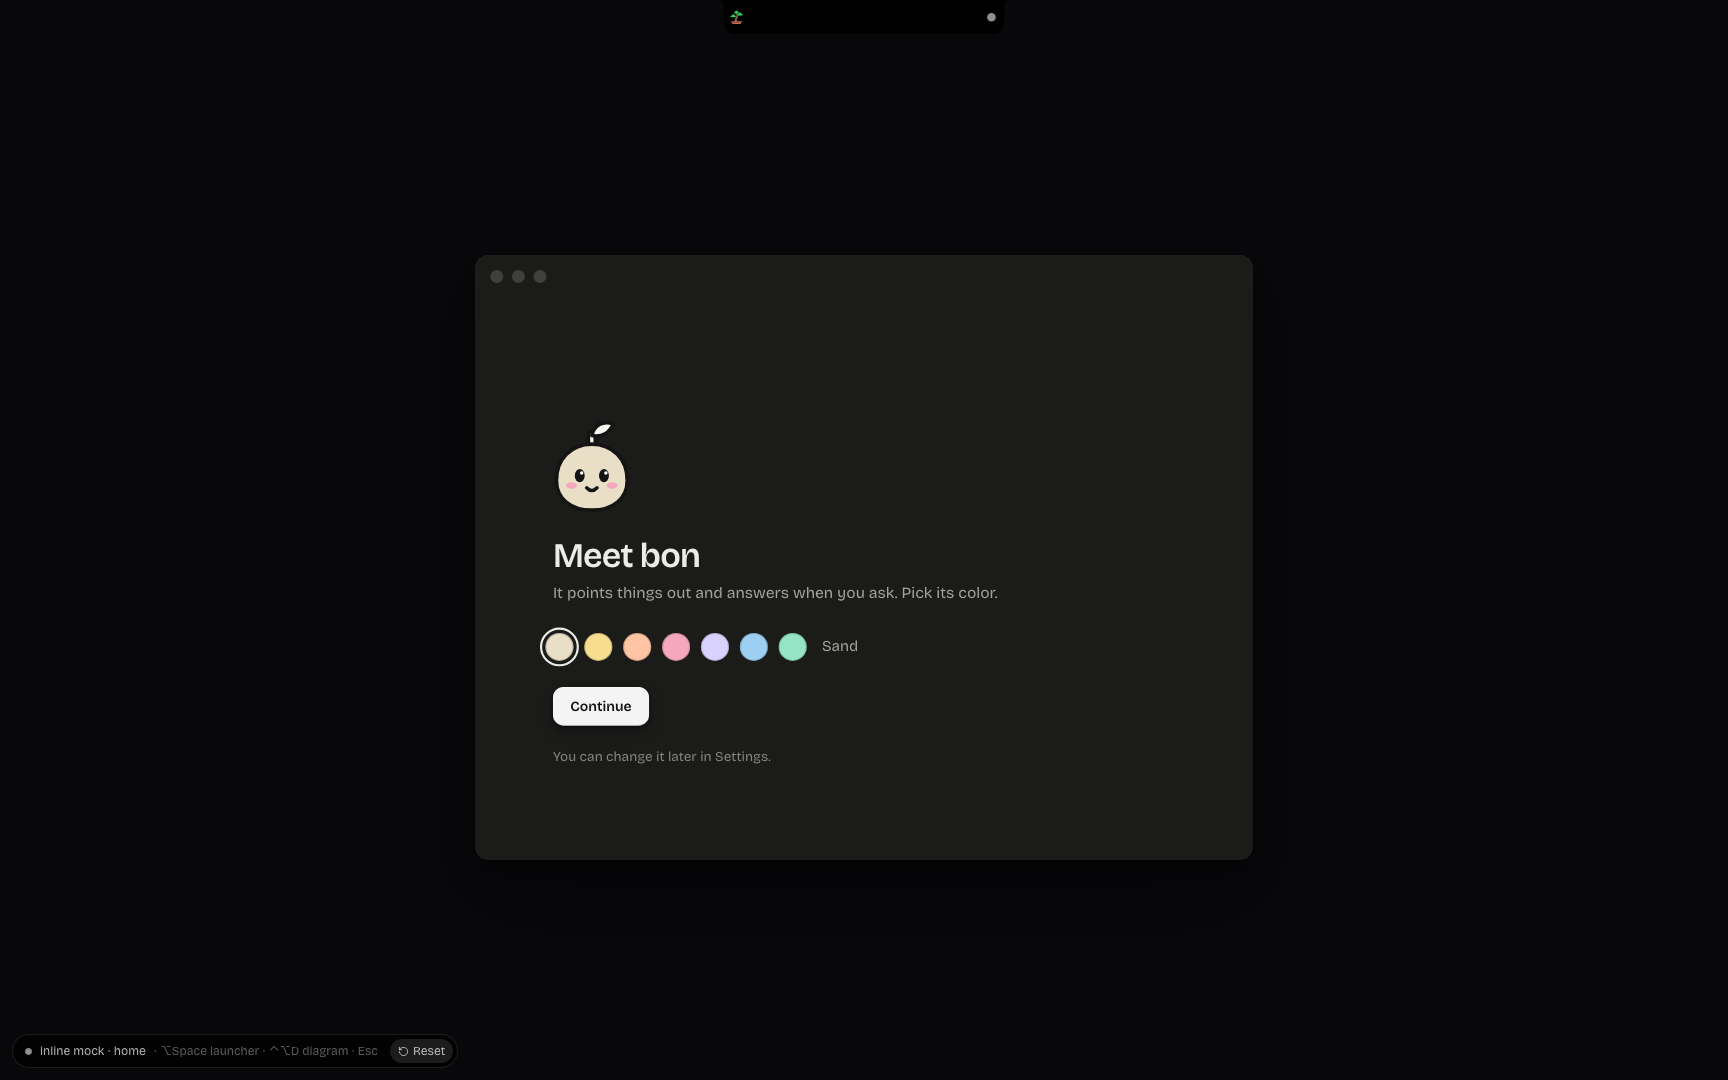 Meet bon
It points things out and answers when you ask. Pick its color.
Sand
Continue
You can change it later in Settings.
inline mock · home · ⌥Space launcher · ^⌥D diagram · Esc Reset